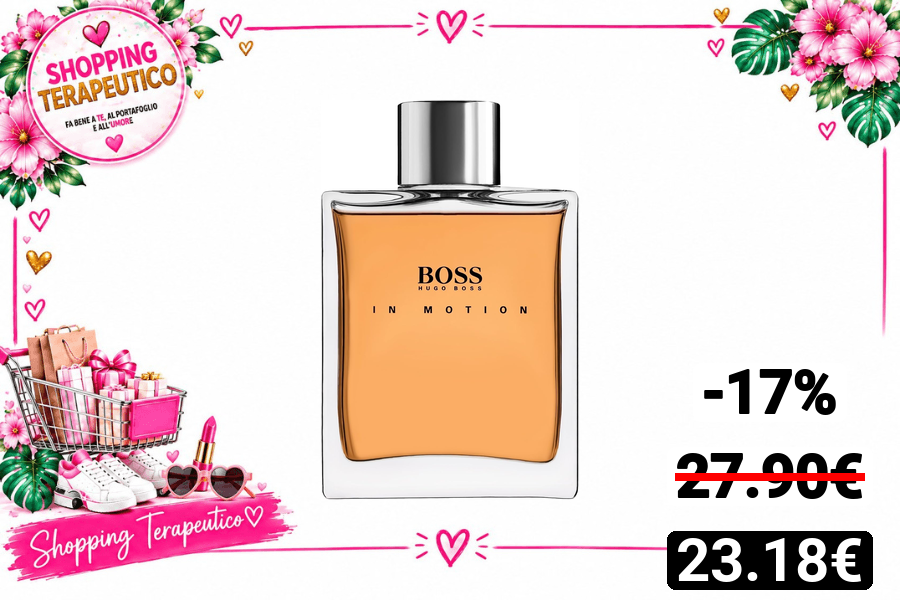 SHOPPING
TERAPEUTICO
FA BENE A TE, AL PORTAFOGLIO
E ALL'UMORE
BOSS
HUGO BOSS
IN MOTION
-17%
27.90€
23.18€
Shopping Terapeutico